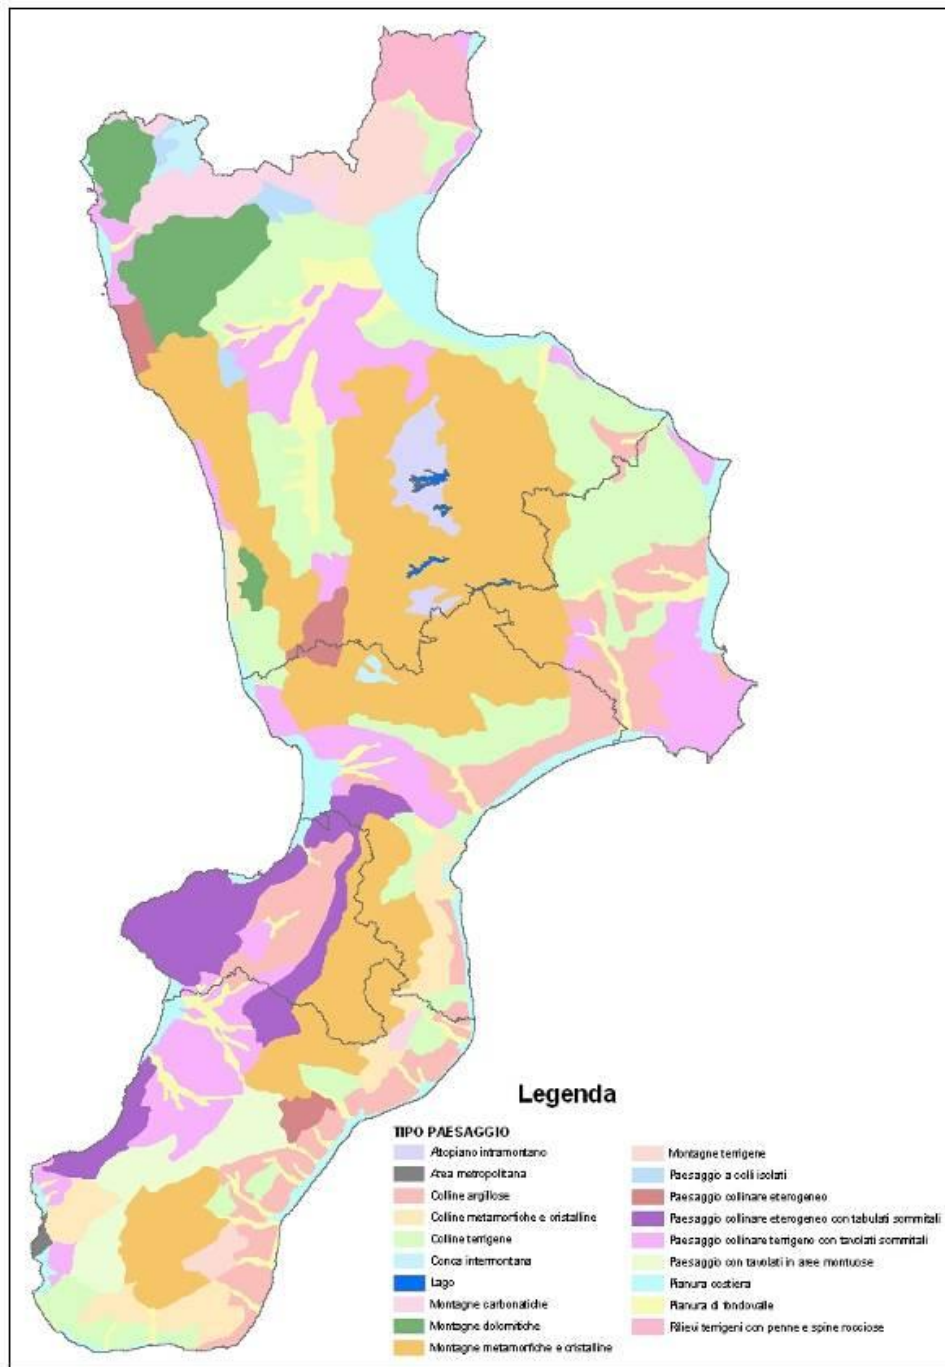 Legenda
TIPO PAESAGGIO
Altopiano intramontano
Area metropolitana
Colline argillose
Colline metamorfiche e cristalline
Colline terrigene
Conca intermontana
Lago
Montagne carbonatiche
Montagne dolomitiche
Montagne metamorfiche e cristalline
Montagne terrigene
Paesaggio a colli isolati
Paesaggio collinare eterogeneo
Paesaggio collinare eterogeneo con tabulati sommitali
Paesaggio collinare terrigeno con tavolati sommitali
Paesaggio con tavolati in aree montuose
Pianura costiera
Pianura di fondovalle
Rilievi terrigeni con penne e spine rocciose